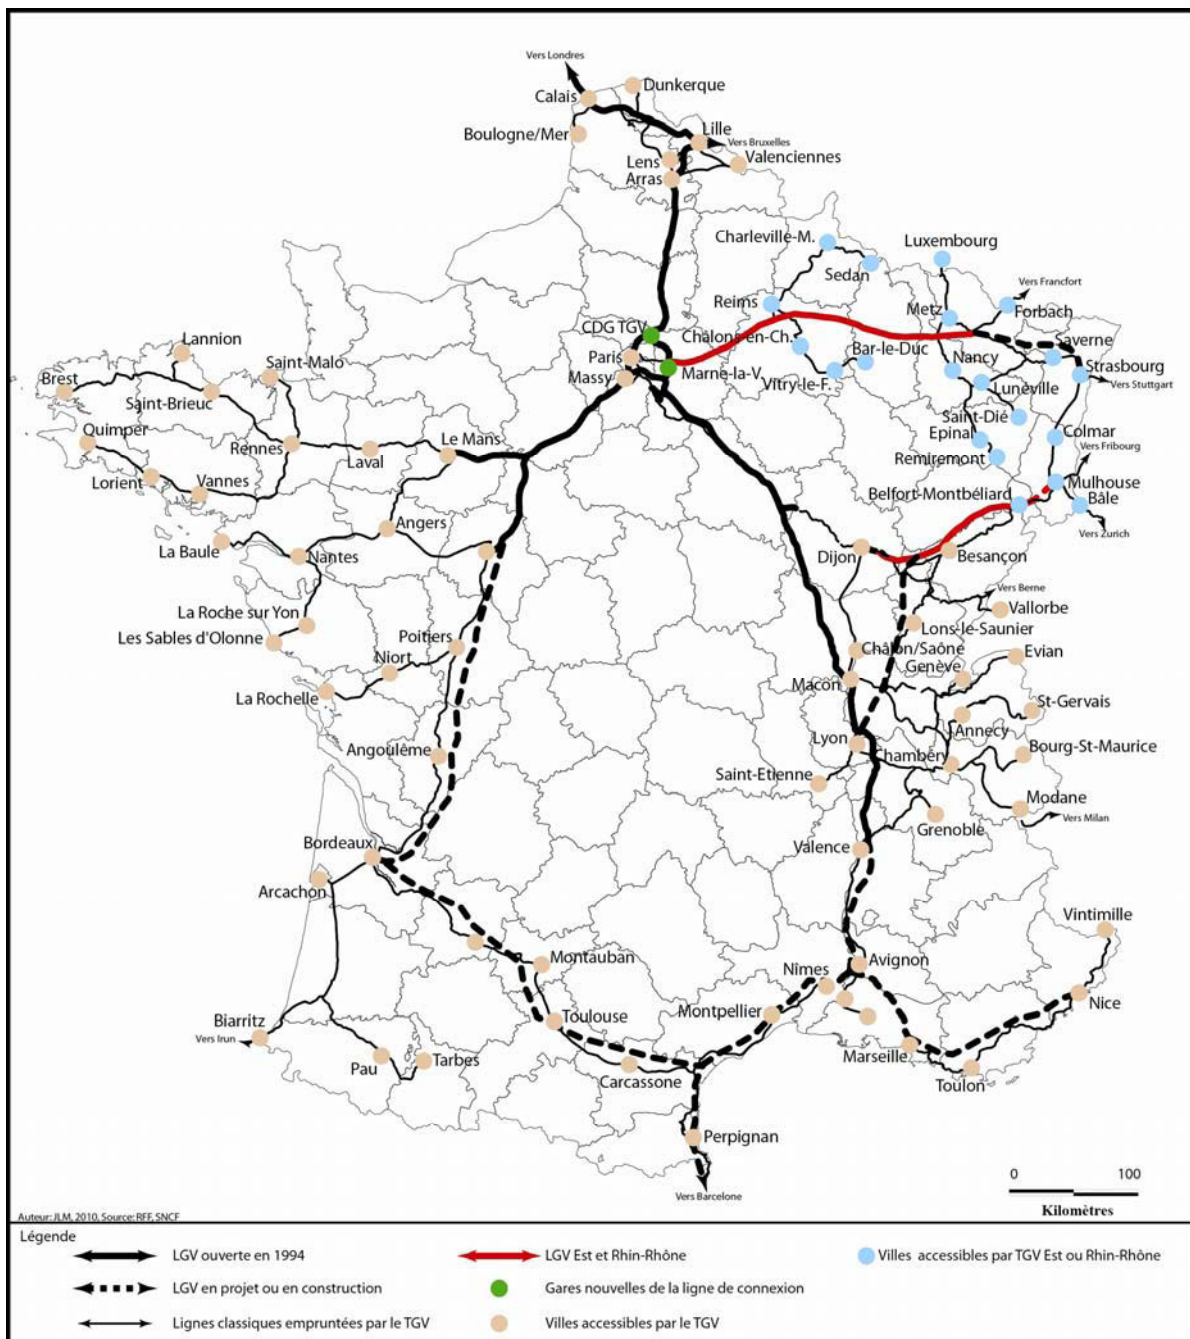 Vers Londres
Dunkerque
Calais
Boulogne/Mer
Lille
Vers Bruxelles
Lens
Valenciennes
Arras
Charleville-M.
Luxembourg
Sedan
Vers Francfort
Reims
Metz
Forbach
CDG TGV
Châlons-en-Ch.
Saverne
Lannion
Paris
Bar-le-Duc
Nancy
Strasbourg
Saint-Malo
Massy
Marne-la-V.
Vitry-le-F.
Lunéville
Vers Stuttgart
Brest
Saint-Brieuc
Saint-Dié
Quimper
Rennes
Le Mans
Epinal
Colmar
Vers Fribourg
Laval
Remiremont
Lorient
Vannes
Mulhouse
Belfort-Montbéliard
Bâle
Angers
Vers Zurich
La Baule
Nantes
Dijon
Besançon
Vers Berne
La Roche sur Yon
Vallorbe
Lons-le-Saunier
Les Sables d'Olonne
Poitiers
Châlon/Saône
Evian
Niort
Genève
Macon
La Rochelle
St-Gervais
Annecy
Lyon
Angoulême
Chambéry
Bourg-St-Maurice
Saint-Etienne
Modane
Vers Milan
Grenoble
Bordeaux
Valence
Arcachon
Vintimille
Montauban
Avignon
Nîmes
Nice
Biarritz
Toulouse
Montpellier
Vers Irun
Marseille
Pau
Tarbes
Carcassone
Toulon
Perpignan
0 100
Vers Barcelone
Kilomètres
Auteur: JLM, 2010, Source: RFF, SNCF
Légende
LGV ouverte en 1994
LGV Est et Rhin-Rhône
Villes accessibles par TGV Est ou Rhin-Rhône
LGV en projet ou en construction
Gares nouvelles de la ligne de connexion
Lignes classiques empruntées par le TGV
Villes accessibles par le TGV